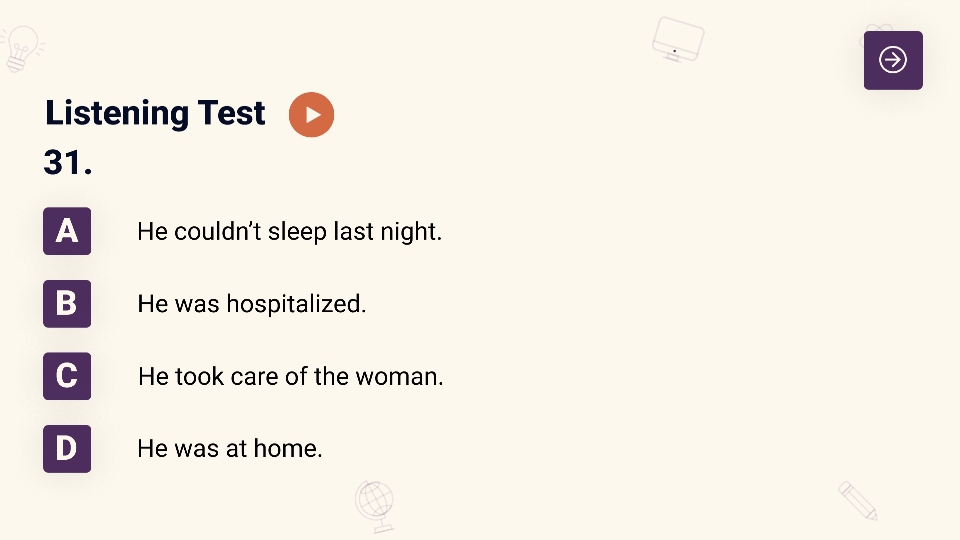 Listening Test
31.
A He couldn’t sleep last night.
B He was hospitalized.
C He took care of the woman.
D He was at home.